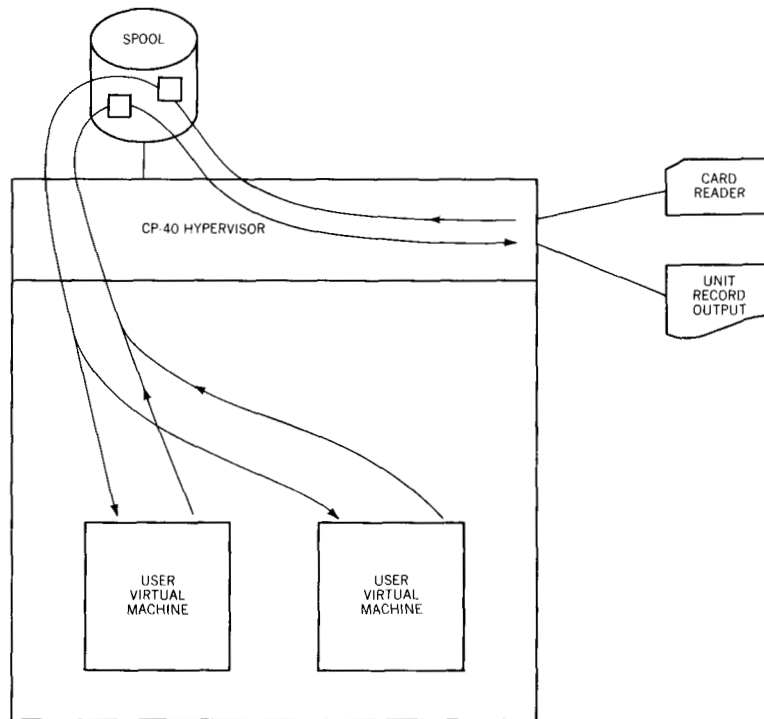 SPOOL
CARD
READER
CP-40 HYPERVISOR
UNIT
RECORD
OUTPUT
USER
VIRTUAL
MACHINE
USER
VIRTUAL
MACHINE